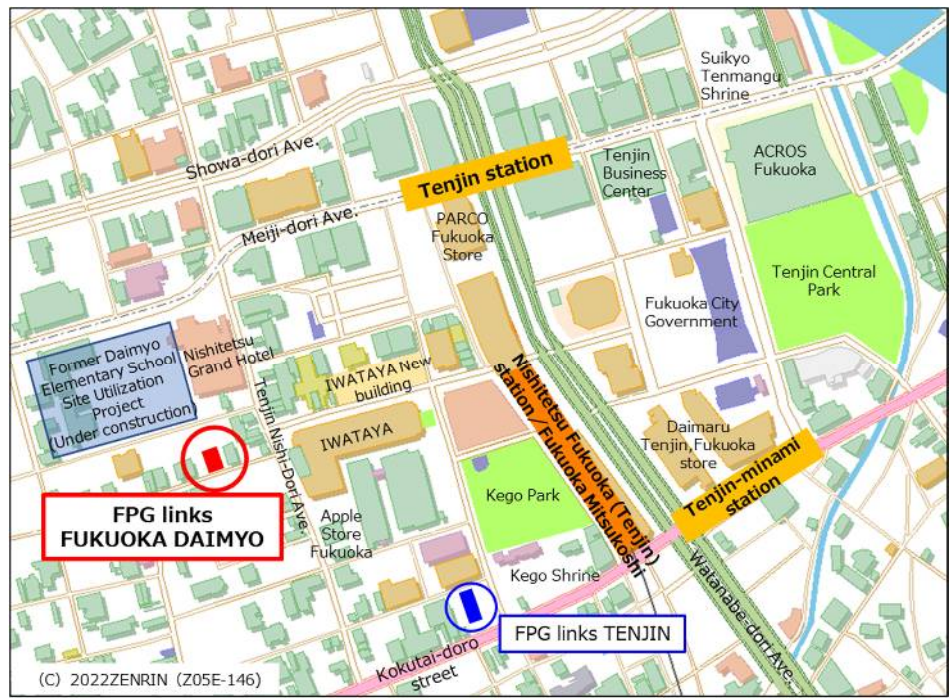 Suikyo
Tenmangu
Shrine
Showa-dori Ave.
Tenjin station
Tenjin
Business
Center
ACROS
Fukuoka
Meiji-dori Ave.
PARCO
Fukuoka
Store
Tenjin Central
Park
Fukuoka City
Government
Former Daimyo
Elementary School
Site Utilization
Project
(Under construction)
Nishitetsu
Grand Hotel
IWATAYA New
building
Nishitetsu Fukuoka (Tenjin)
station/Fukuoka Mitsukoshi
Tenjin Nishi-Dori Ave.
IWATAYA
Daimaru
Tenjin,Fukuoka
store
Tenjin-minami
station
Kego Park
FPG links
FUKUOKA DAIMYO
Apple
Store
Fukuoka
Kego Shrine
Watanabe-dori Ave.
FPG links TENJIN
Kokutai-doro
street
(C) 2022ZENRIN (Z05E-146)